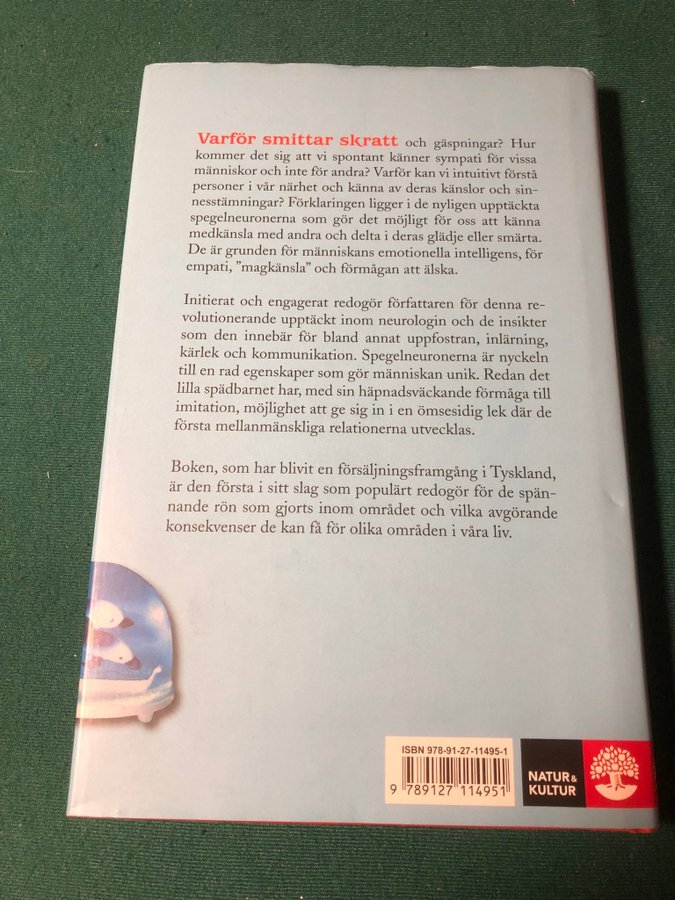 Varför smittar skratt och gäspningar? Hur
kommer det sig att vi spontant känner sympati för vissa
människor och inte för andra? Varför kan vi intuitivt förstå
personer i vår närhet och känna av deras känslor och sin-
nesstämningar? Förklaringen ligger i de nyligen upptäckta
spegelneuronerna som gör det möjligt för oss att känna
medkänsla med andra och delta i deras glädje eller smärta.
De är grunden för människans emotionella intelligens, för
empati, ”magkänsla” och förmågan att älska.
Initierat och engagerat redogör författaren för denna re-
volutionerande upptäckt inom neurologin och de insikter
som den innebär för bland annat uppfostran, inlärning,
kärlek och kommunikation. Spegelneuronerna är nyckeln
till en rad egenskaper som gör människan unik. Redan det
lilla spädbarnet har, med sin häpnadsväckande förmåga till
imitation, möjlighet att ge sig in i en ömsesidig lek där de
första mellanmänskliga relationerna utvecklas.
Boken, som har blivit en försäljningsframgång i Tyskland,
är den första i sitt slag som populärt redogör för de spän-
nande rön som gjorts inom området och vilka avgörande
konsekvenser de kan få för olika områden i våra liv.
ISBN 978-91-27-11495-1
9 789127 114951
NATUR &
KULTUR